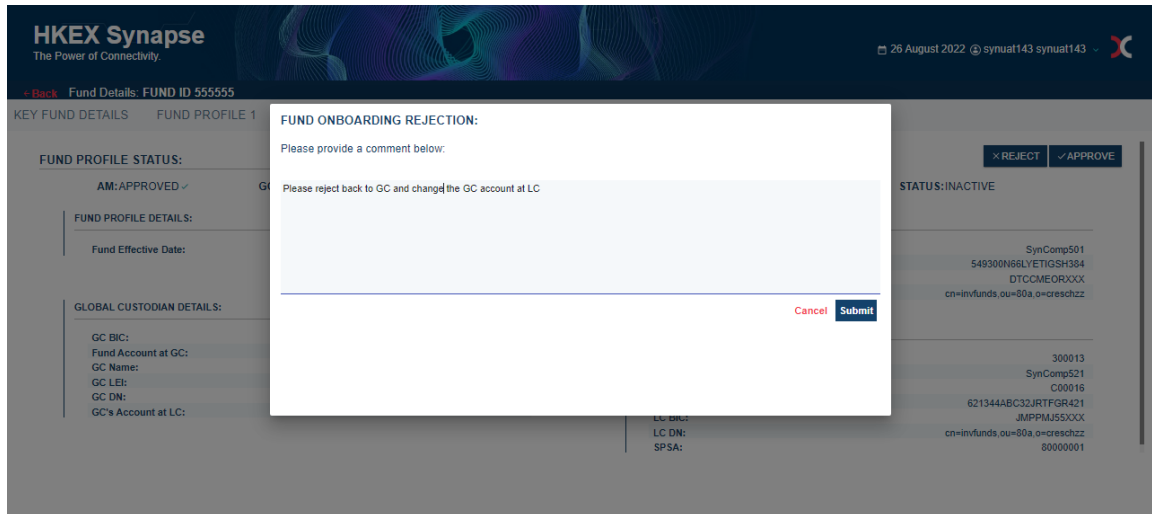 HKEX Synapse
The Power of Connectivity.
26 August 2022 synuat143 synuat143
←Back Fund Details: FUND ID 555555
KEY FUND DETAILS FUND PROFILE 1
FUND ONBOARDING REJECTION:
Please provide a comment below:
Please reject back to GC and change the GC account at LC
Cancel Submit
FUND PROFILE STATUS:
×REJECT ✓APPROVE
AM:APPROVED✓
STATUS:INACTIVE
FUND PROFILE DETAILS:
Fund Effective Date:
SynComp501
549300N66LYETIGSH384
DTCCMEORXXX
cn=invfunds,ou=80a,o=creschzz
GLOBAL CUSTODIAN DETAILS:
GC BIC:
Fund Account at GC:
GC Name:
GC LEI:
GC DN:
GC's Account at LC:
300013
SynComp521
C00016
621344ABC32JRTFGR421
LC BIC: JMPPMJ55XXX
LC DN: cn=invfunds,ou=80a,o=creschzz
SPSA: 80000001